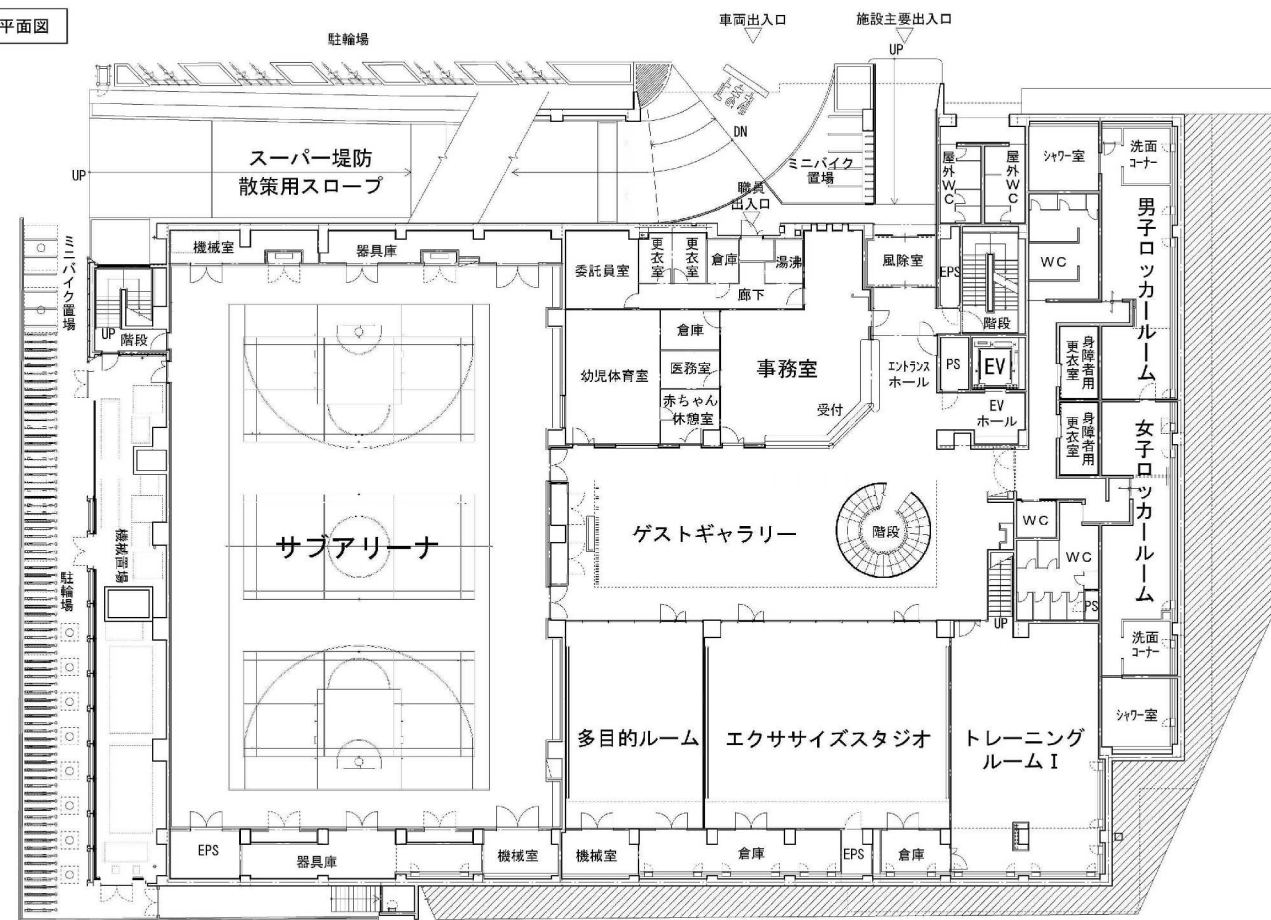 平面図
車両出入口
施設主要出入口
駐輪場
UP
DN
スーパー堤防
散策用スロープ
UP
ミニバイク
置場
職員
出入口
屋外WC
屋外WC
シャワー室
洗面
コーナー
男子ロッカールーム
WC
ミニバイク置場
機械室
器具庫
委託員室
更衣室
更衣室
倉庫
湯沸
廊下
風除室
EPS
階段
UP
階段
幼児体育室
倉庫
医務室
赤ちゃん
休憩室
事務室
受付
エントランス
ホール
PS
EV
EV
ホール
身障者用
更衣室
身障者用
更衣室
女子ロッカールーム
機械置場
駐輪場
サブアリーナ
ゲストギャラリー
階段
WC
WC
PS
UP
洗面
コーナー
シャワー室
多目的ルーム
エクササイズスタジオ
トレーニング
ルームⅠ
EPS
器具庫
機械室
機械室
倉庫
EPS
倉庫